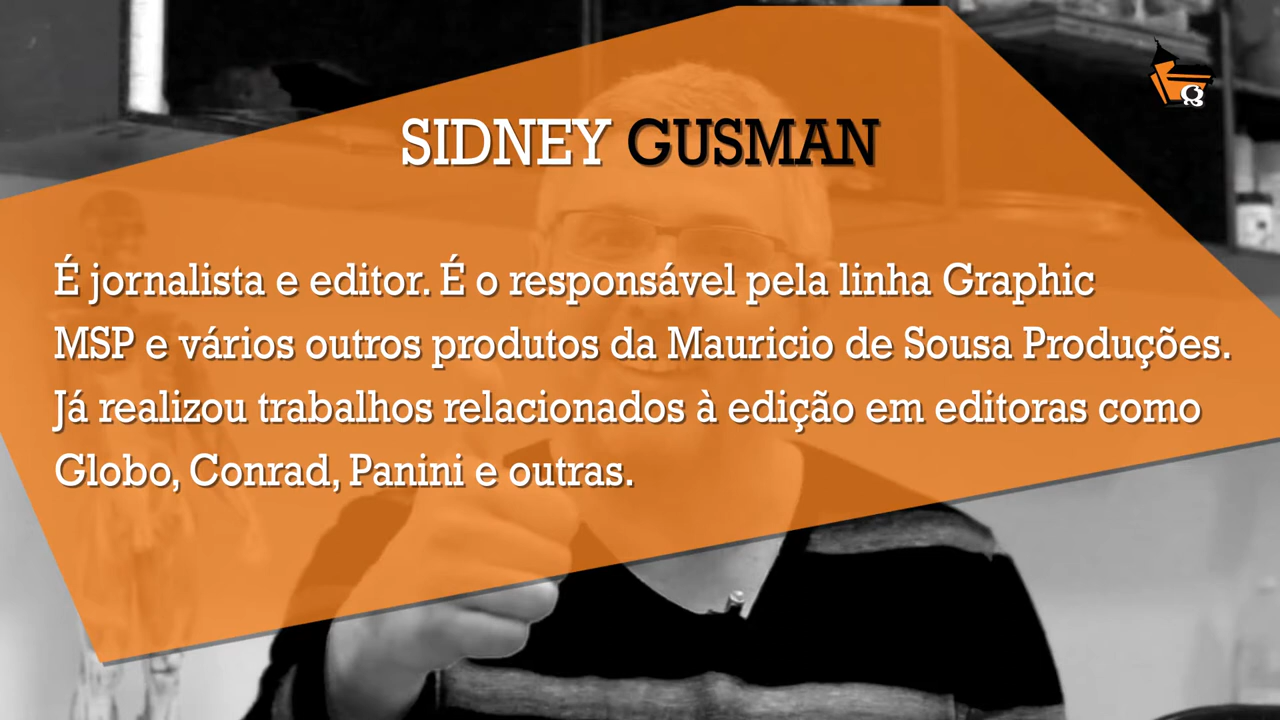 SIDNEY GUSMAN
É jornalista e editor. É o responsável pela linha Graphic
MSP e vários outros produtos da Mauricio de Sousa Produções.
Já realizou trabalhos relacionados à edição em editoras como
Globo, Conrad, Panini e outras.
g